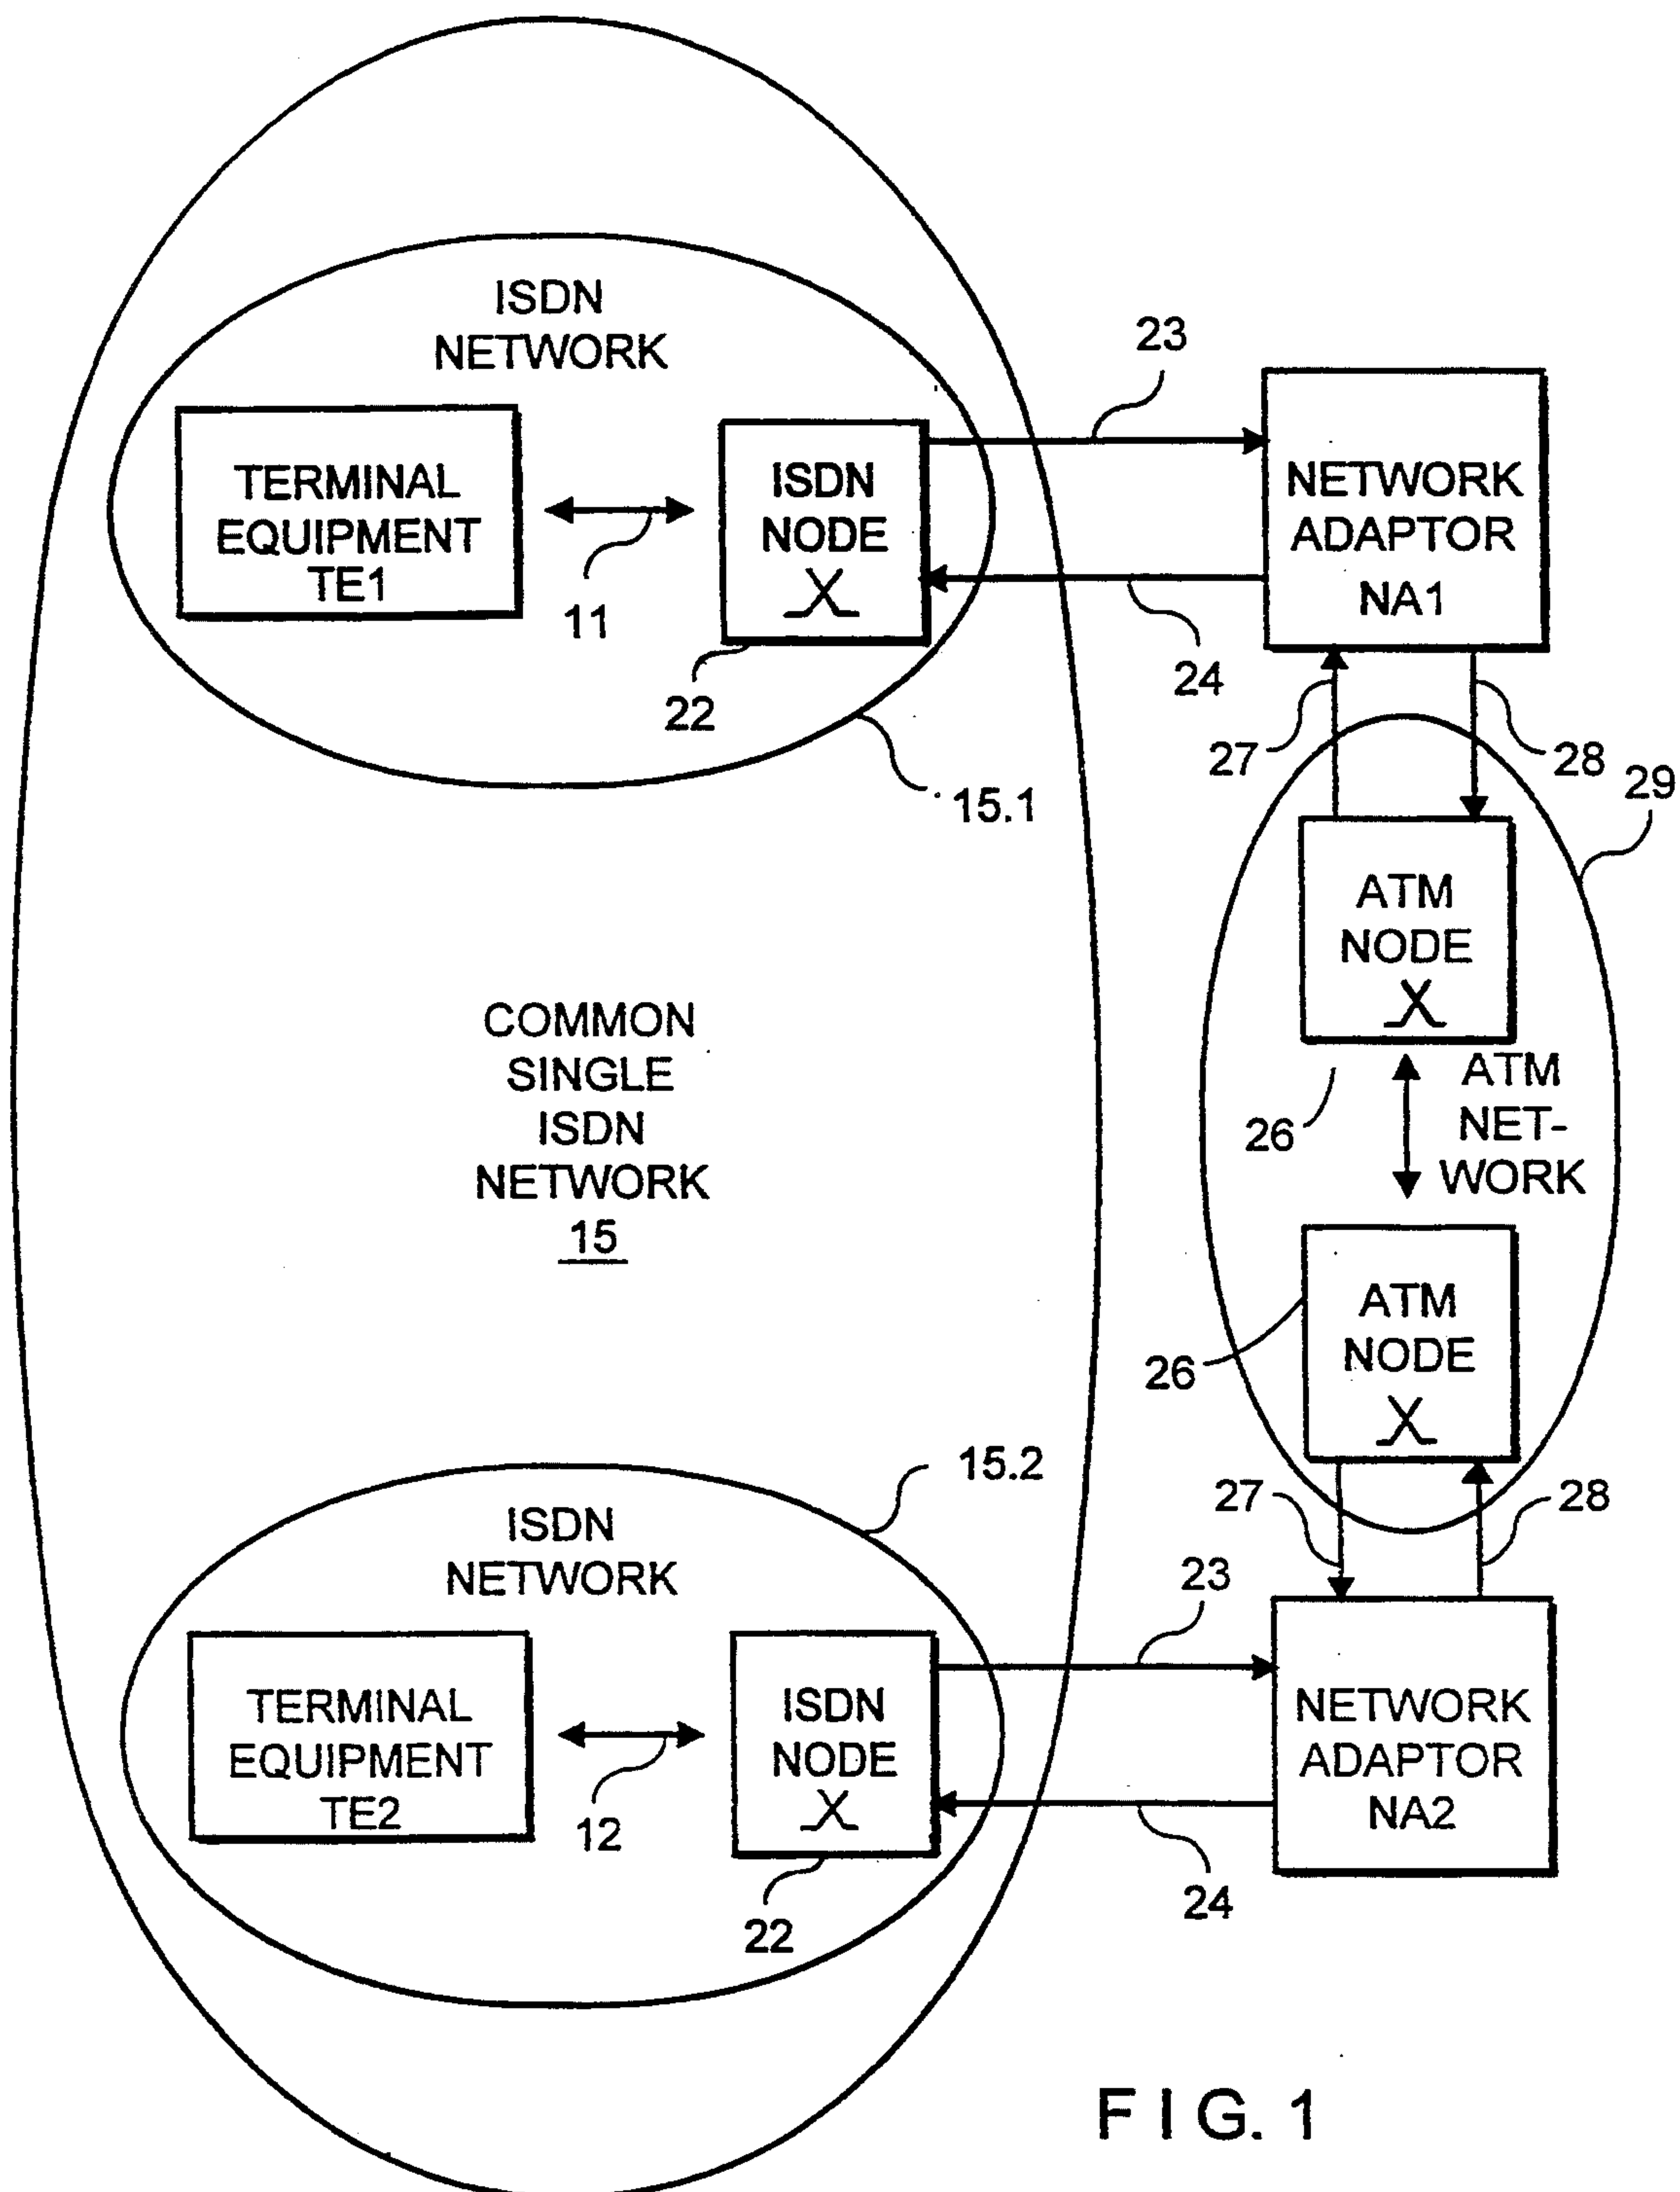 ISDN
NETWORK
TERMINAL
EQUIPMENT
TE1
11
ISDN
NODE
22
15.1
23
24
NETWORK
ADAPTOR
NA1
27
28
29
ATM
NODE
26
ATM
NET-
WORK
COMMON
SINGLE
ISDN
NETWORK
15
ATM
NODE
26
27
28
15.2
ISDN
NETWORK
TERMINAL
EQUIPMENT
TE2
12
ISDN
NODE
22
23
24
NETWORK
ADAPTOR
NA2
FIG. 1